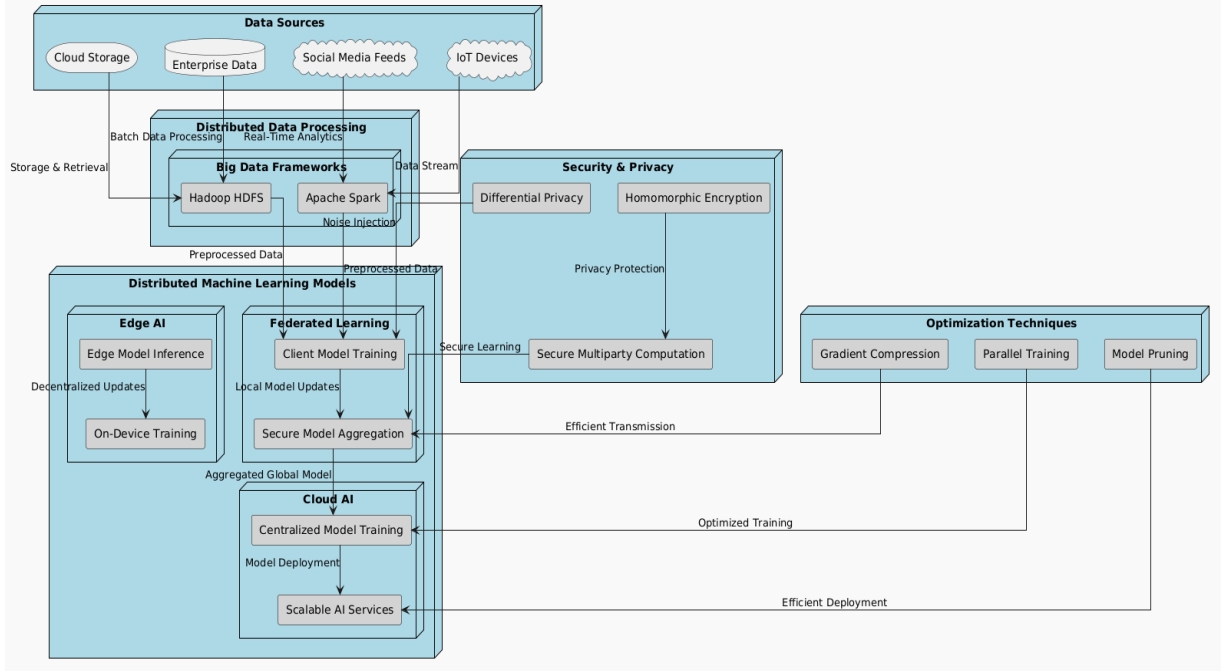 Data Sources
Cloud Storage
Enterprise Data
Social Media Feeds
IoT Devices
Distributed Data Processing
Batch Data Processing
Real-Time Analytics
Storage & Retrieval
Big Data Frameworks
Data Stream
Security & Privacy
Hadoop HDFS
Apache Spark
Differential Privacy
Homomorphic Encryption
Noise Injection
Preprocessed Data
Preprocessed Data
Privacy Protection
Distributed Machine Learning Models
Edge AI
Federated Learning
Optimization Techniques
Edge Model Inference
Client Model Training
Secure Learning
Secure Multiparty Computation
Gradient Compression
Parallel Training
Model Pruning
Decentralized Updates
Local Model Updates
On-Device Training
Secure Model Aggregation
Efficient Transmission
Aggregated Global Model
Cloud AI
Centralized Model Training
Optimized Training
Model Deployment
Scalable AI Services
Efficient Deployment